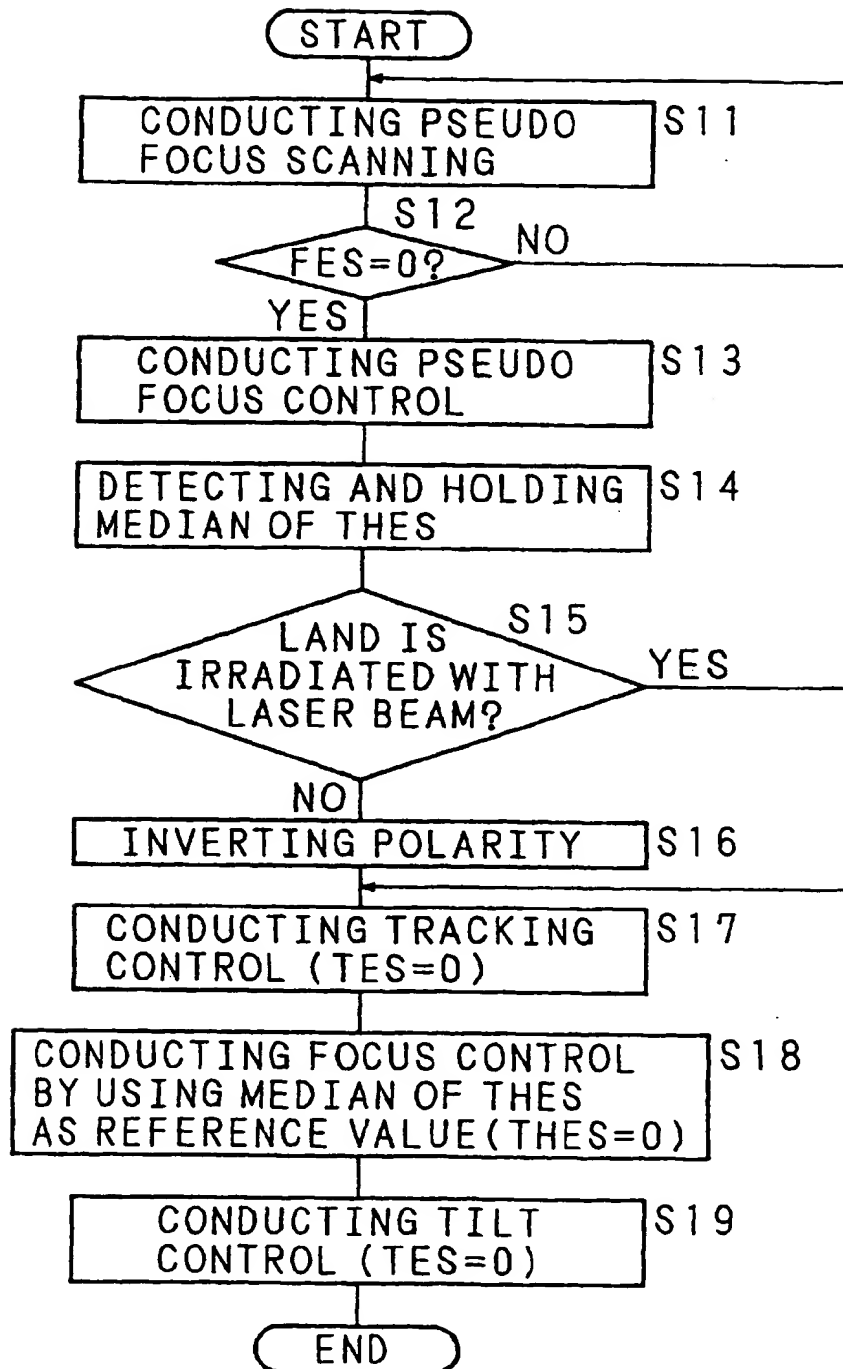 START
CONDUCTING PSEUDO
FOCUS SCANNING
S11
S12
FES=0?
NO
YES
CONDUCTING PSEUDO
FOCUS CONTROL
S13
DETECTING AND HOLDING
MEDIAN OF THES
S14
S15
LAND IS
IRRADIATED WITH
LASER BEAM?
YES
NO
INVERTING POLARITY
S16
CONDUCTING TRACKING
CONTROL (TES=0)
S17
CONDUCTING FOCUS CONTROL
BY USING MEDIAN OF THES
AS REFERENCE VALUE(THES=0)
S18
CONDUCTING TILT
CONTROL (TES=0)
S19
END